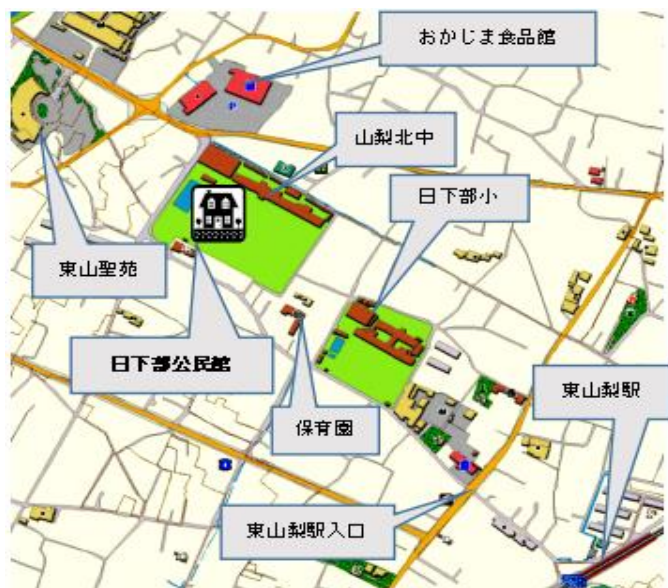 おかじま食品館
山梨北中
日下部小
東山聖苑
日下部公民館
東山梨駅
保育園
東山梨駅入口
P